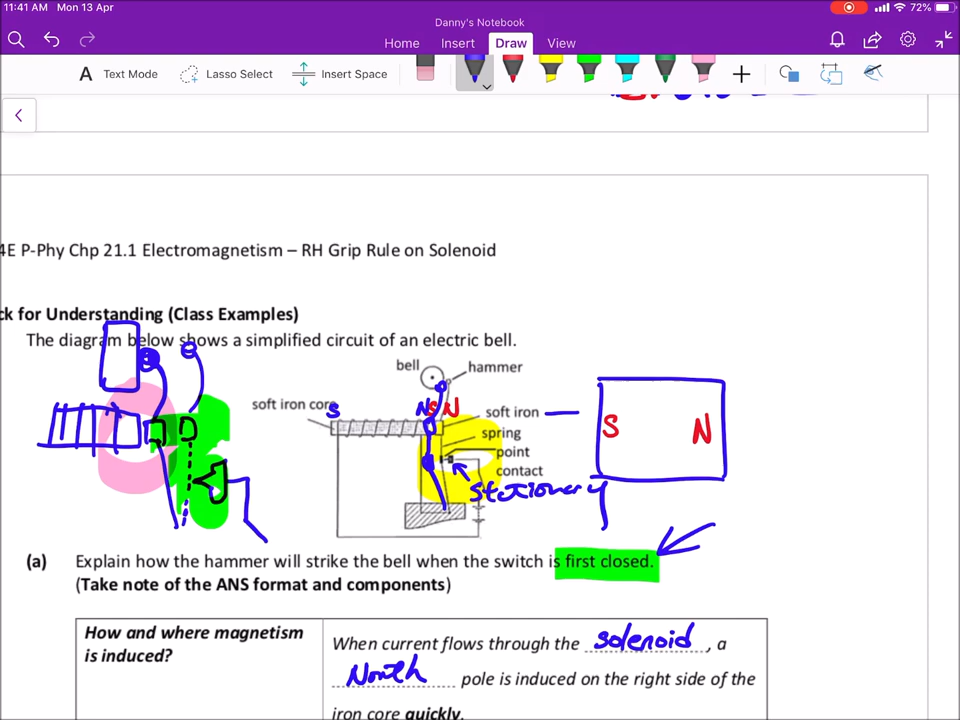 11:41 AM Mon 13 Apr
72%
Danny's Notebook
Home Insert Draw View
Text Mode
Lasso Select
Insert Space
4E P-Phy Chp 21.1 Electromagnetism – RH Grip Rule on Solenoid
ck for Understanding (Class Examples)
The diagram below shows a simplified circuit of an electric bell.
bell
hammer
soft iron core
S
N S N
soft iron
spring
point
contact
Stationary
S N
(a) Explain how the hammer will strike the bell when the switch is first closed.
(Take note of the ANS format and components)
How and where magnetism
is induced?
When current flows through the solenoid, a
North pole is induced on the right side of the
iron core quickly.